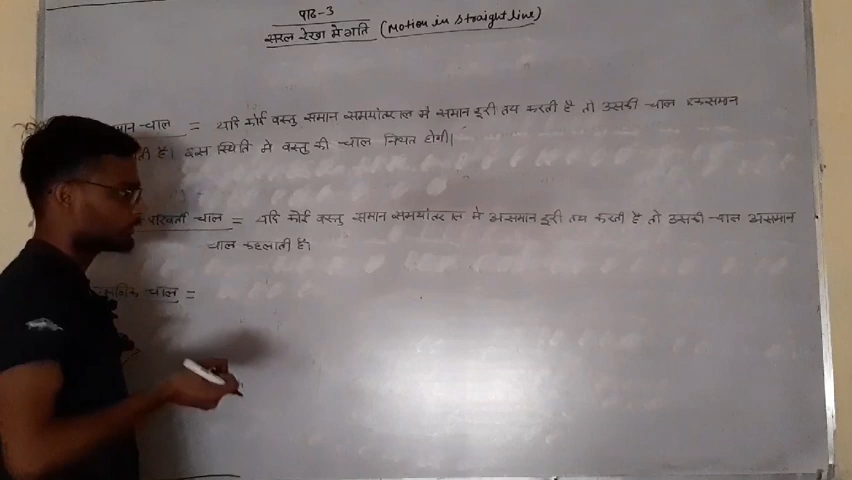 पाठ-3
सरल रेखा मे गति (Motion in straight line)
मान-चाल = यदि कोई वस्तु समान समयांतराल मे समान दूरी तय करती है तो उसकी चाल एकसमान
ती है। इस स्थिति मे वस्तु की चाल नियत होगी।
परिवर्ती चाल = यदि कोई वस्तु समान समयांतराल मे असमान दूरी तय करती है तो उसकी चाल असमान
चाल कहलाती है।
चाल =